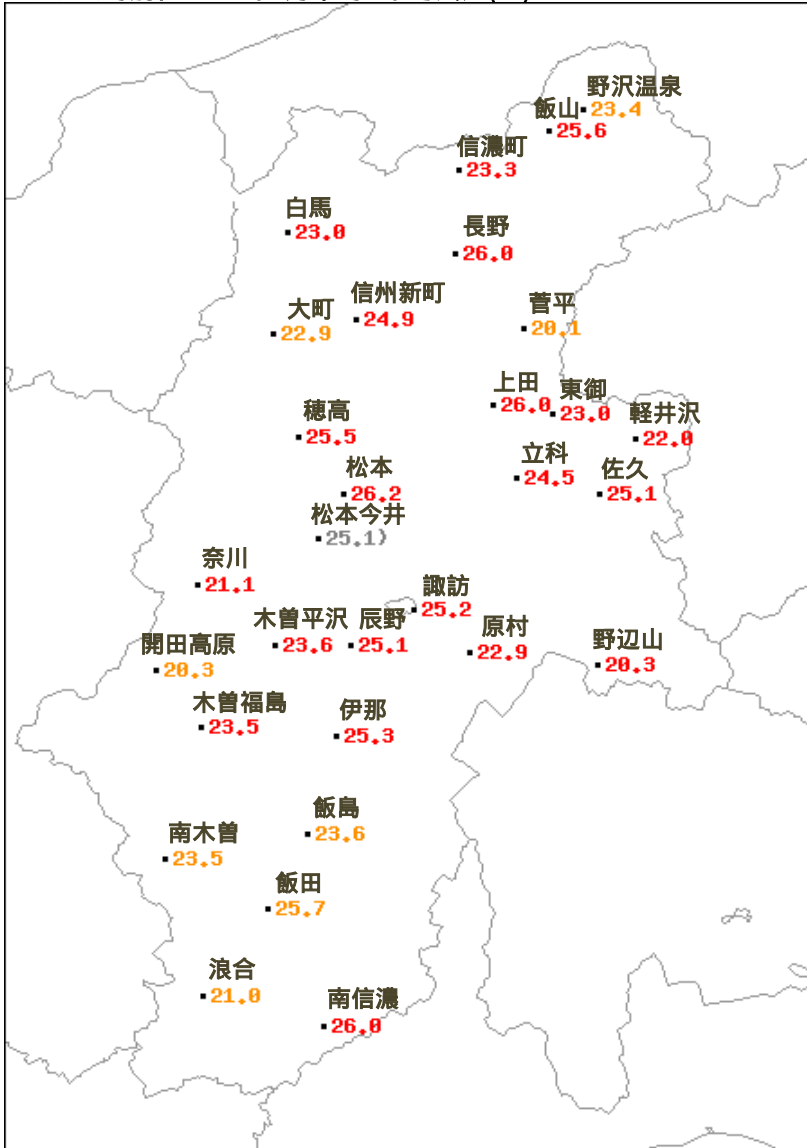 野沢温泉
23.4
飯山
25.6
信濃町
23.3
白馬
23.0
長野
26.0
信州新町
24.9
大町
22.9
菅平
20.1
上田
26.0
東御
23.0
軽井沢
22.0
穂高
25.5
立科
24.5
佐久
25.1
松本
26.2
松本今井
25.1)
奈川
21.1
諏訪
25.2
木曽平沢
23.6
辰野
25.1
原村
22.9
野辺山
20.3
開田高原
20.3
木曽福島
23.5
伊那
25.3
飯島
23.6
南木曽
23.5
飯田
25.7
浪合
21.0
南信濃
26.0